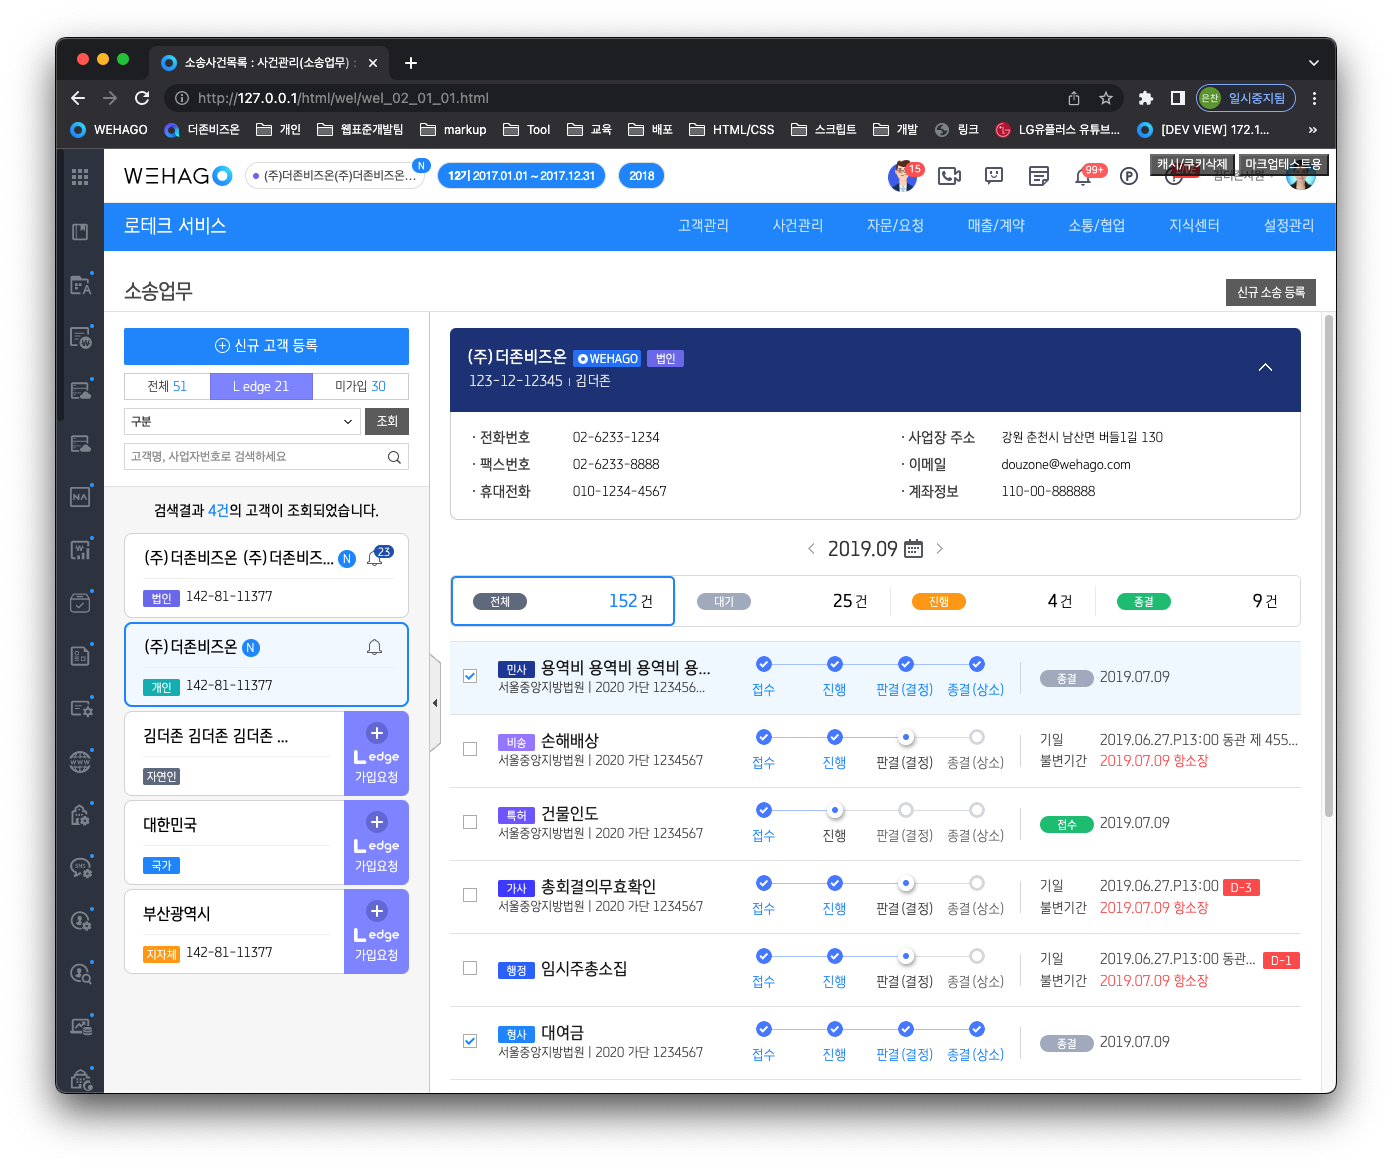 소송사건목록 : 사건관리(소송업무) :
http://127.0.0.1/html/wel/wel_02_01_01.html
은찬 일시중지됨
WEHAGO 더존비즈온 개인 웹표준개발팀 markup Tool 교육 배포 HTML/CSS 스크립트 개발 링크 LG유플러스 유튜브... [DEV VIEW] 172.1... »
WEHAGO (주)더존비즈온(주)더존비즈온... N 12기 2017.01.01 ~ 2017.12.31 2018 15 99+ 캐시/쿠키삭제 마크업테스트용
로테크 서비스 고객관리 사건관리 자문/요청 매출/계약 소통/협업 지식센터 설정관리
소송업무 신규 소송 등록
신규 고객 등록
전체 51 L edge 21 미가입 30
구분 조회
고객명, 사업자번호로 검색하세요
검색결과 4건의 고객이 조회되었습니다.
(주)더존비즈온 (주)더존비즈... N 23
법인 142-81-11377
(주)더존비즈온 N
개인 142-81-11377
김더존 김더존 김더존 ...
자연인
L edge
가입요청
대한민국
국가
L edge
가입요청
부산광역시
지자체 142-81-11377
L edge
가입요청
(주)더존비즈온 WEHAGO 법인
123-12-12345 | 김더존
· 전화번호 02-6233-1234 · 사업장 주소 강원 춘천시 남산면 버들1길 130
· 팩스번호 02-6233-8888 · 이메일 douzone@wehago.com
· 휴대전화 010-1234-4567 · 계좌정보 110-00-888888
< 2019.09 >
전체 152 건 대기 25 건 진행 4 건 종결 9 건
민사 용역비 용역비 용역비 용...
서울중앙지방법원 | 2020 가단 123456...
접수 진행 판결(결정) 종결(상소)
종결 2019.07.09
비송 손해배상
서울중앙지방법원 | 2020 가단 1234567
접수 진행 판결(결정) 종결(상소)
기일 2019.06.27.P13:00 동관 제 455...
불변기간 2019.07.09 항소장
특허 건물인도
서울중앙지방법원 | 2020 가단 1234567
접수 진행 판결(결정) 종결(상소)
접수 2019.07.09
가사 총회결의무효확인
서울중앙지방법원 | 2020 가단 1234567
접수 진행 판결(결정) 종결(상소)
기일 2019.06.27.P13:00 D-3
불변기간 2019.07.09 항소장
행정 임시주총소집
접수 진행 판결(결정) 종결(상소)
기일 2019.06.27.P13:00 동관... D-1
불변기간 2019.07.09 항소장
형사 대여금
서울중앙지방법원 | 2020 가단 1234567
접수 진행 판결(결정) 종결(상소)
종결 2019.07.09